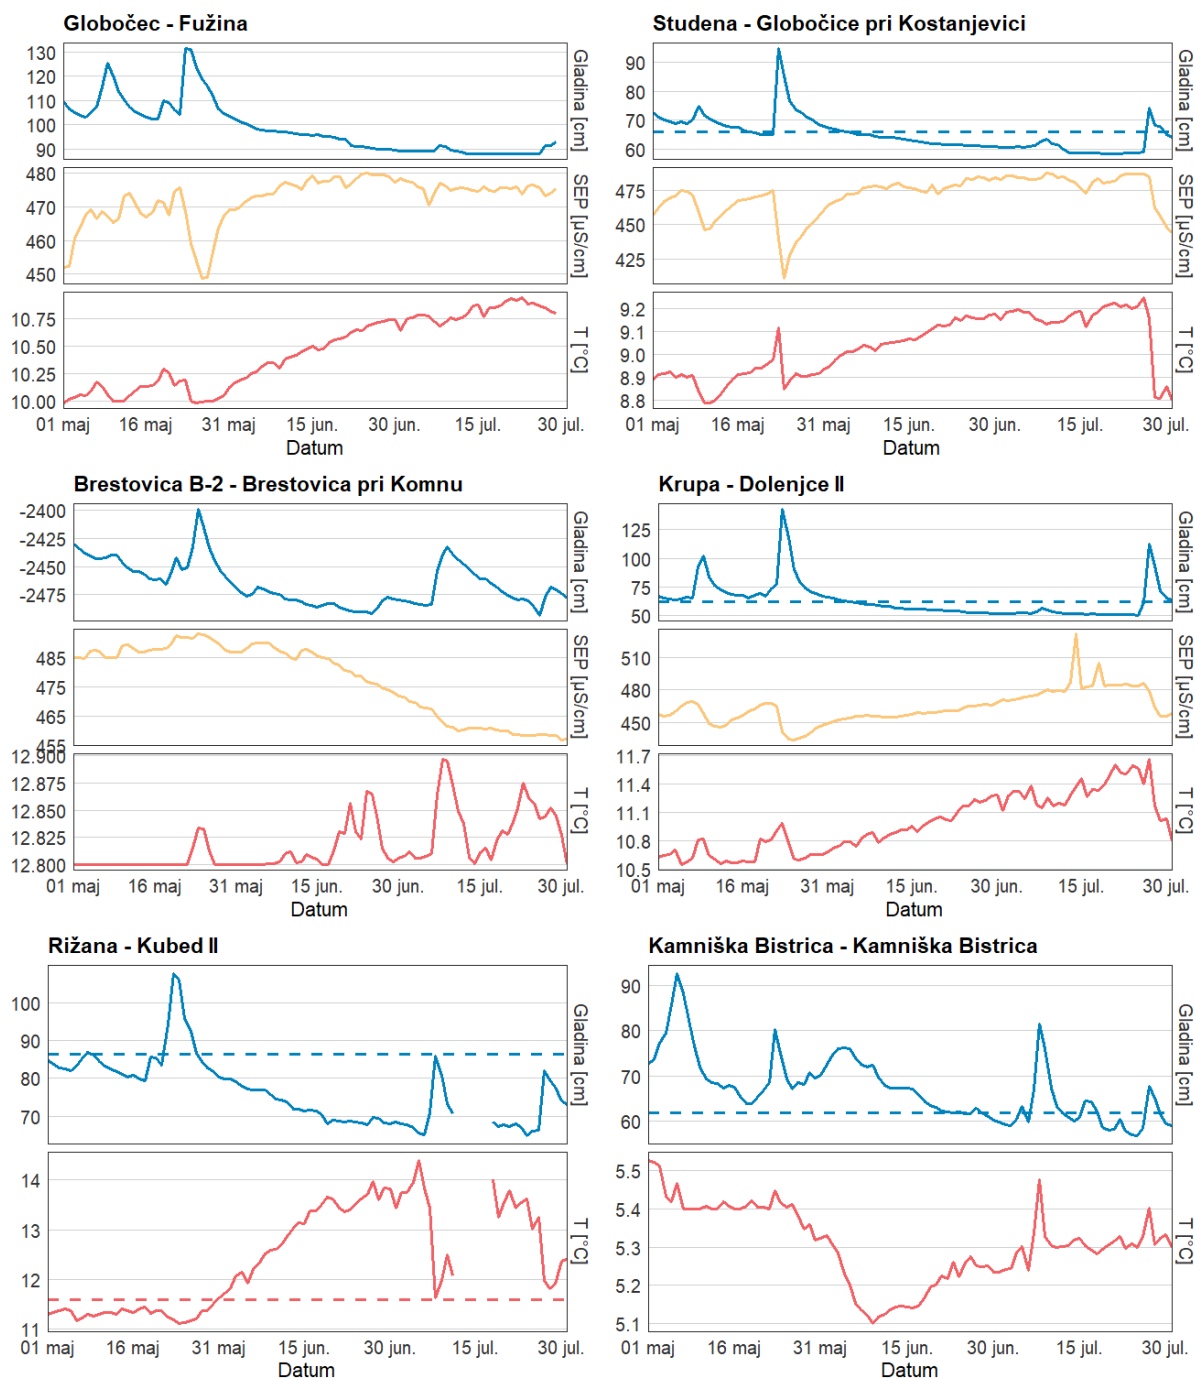 Globočec - Fužina
130
120
110
100
90
Gladina [cm]
480
470
460
450
SEP [µS/cm]
10.75
10.50
10.25
10.00
T [°C]
01 maj 16 maj 31 maj 15 jun. 30 jun. 15 jul. 30 jul.
Datum
Studena - Globočice pri Kostanjevici
90
80
70
60
Gladina [cm]
475
450
425
SEP [µS/cm]
9.2
9.1
9.0
8.9
8.8
T [°C]
01 maj 16 maj 31 maj 15 jun. 30 jun. 15 jul. 30 jul.
Datum
Brestovica B-2 - Brestovica pri Komnu
-2400
-2425
-2450
-2475
Gladina [cm]
485
475
465
455
SEP [µS/cm]
12.900
12.875
12.850
12.825
12.800
T [°C]
01 maj 16 maj 31 maj 15 jun. 30 jun. 15 jul. 30 jul.
Datum
Krupa - Dolenjce II
125
100
75
50
Gladina [cm]
510
480
450
SEP [µS/cm]
11.7
11.4
11.1
10.8
10.5
T [°C]
01 maj 16 maj 31 maj 15 jun. 30 jun. 15 jul. 30 jul.
Datum
Rižana - Kubed II
100
90
80
70
Gladina [cm]
14
13
12
11
T [°C]
01 maj 16 maj 31 maj 15 jun. 30 jun. 15 jul. 30 jul.
Datum
Kamniška Bistrica - Kamniška Bistrica
90
80
70
60
Gladina [cm]
5.5
5.4
5.3
5.2
5.1
T [°C]
01 maj 16 maj 31 maj 15 jun. 30 jun. 15 jul. 30 jul.
Datum